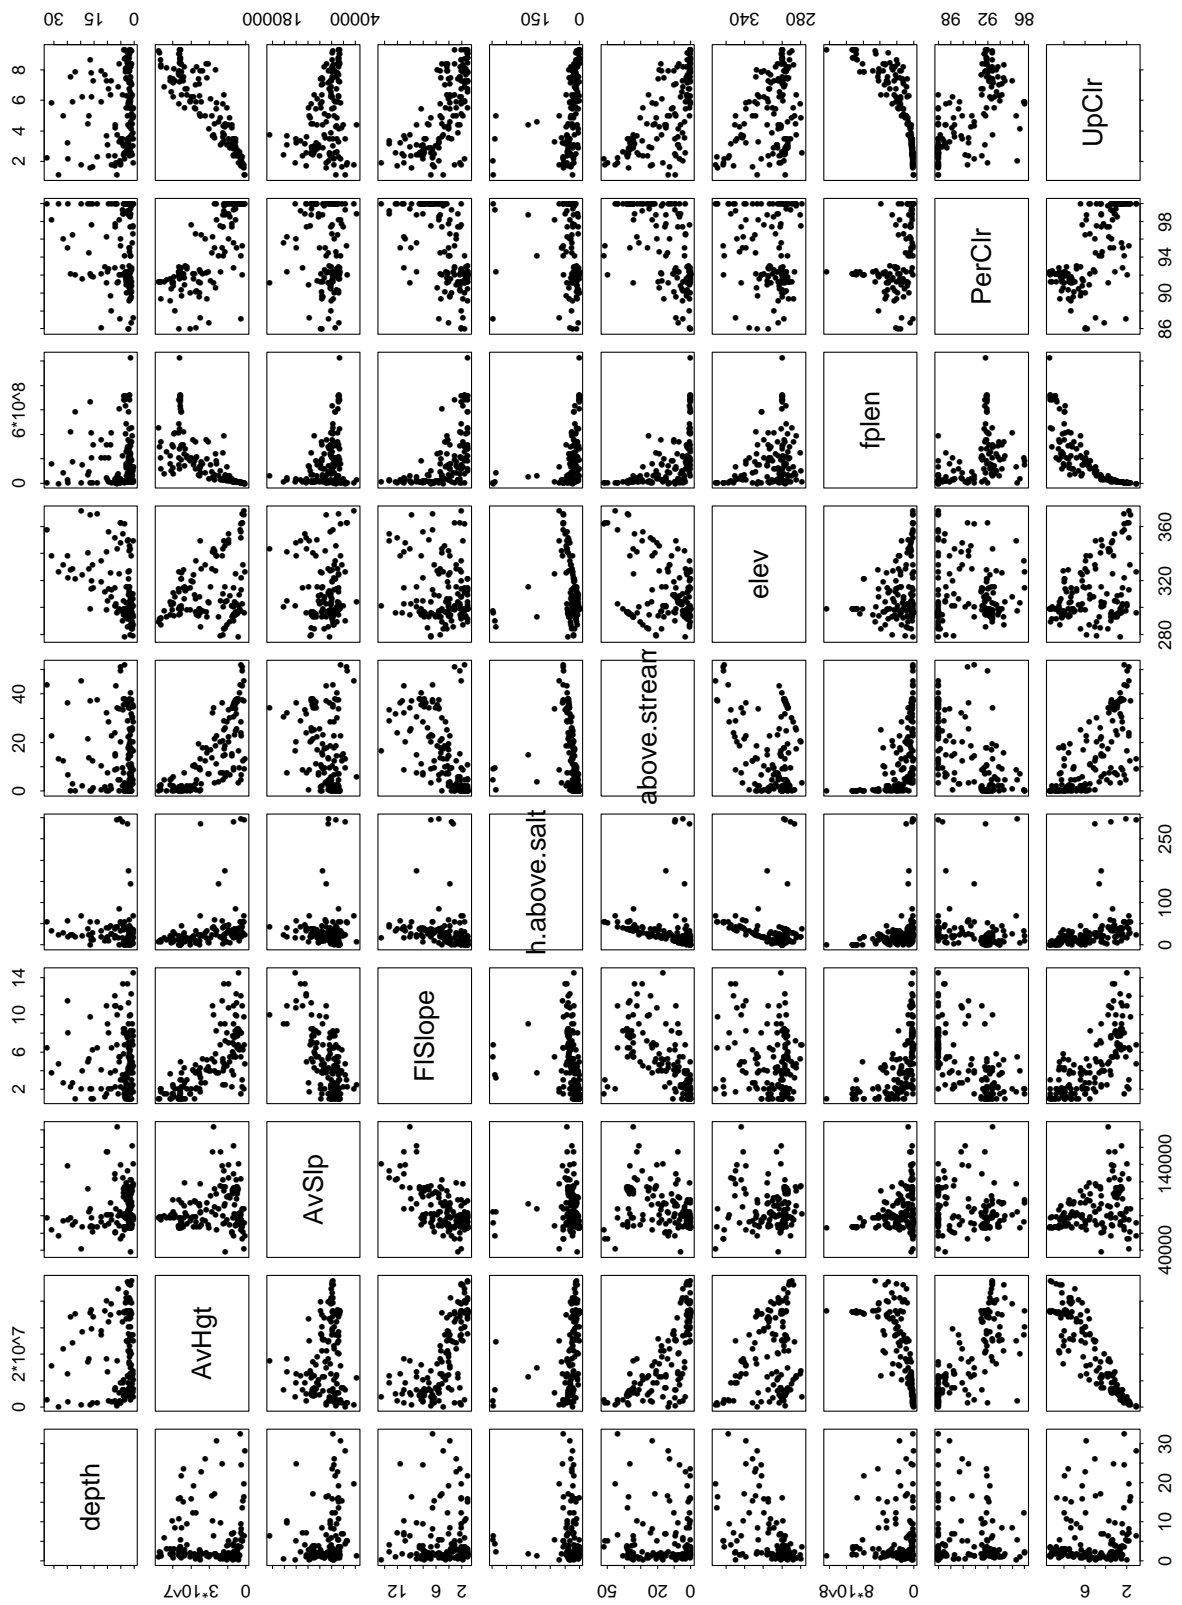 30 15 0
180000 40000
150 0
340 280
98 92 86
2 4 6 8
UpClr
PerClr
86 90 94 98
0 6*10^8
fplen
elev
280 320 360
0 20 40
above.stream
h.above.salt
0 100 250
2 6 10 14
FlSlope
AvSlp
40000 140000
0 2*10^7
AvHgt
depth
0 10 20 30
3*10^7 0
12 6 2
50 20 0
8*10^8 0
6 2